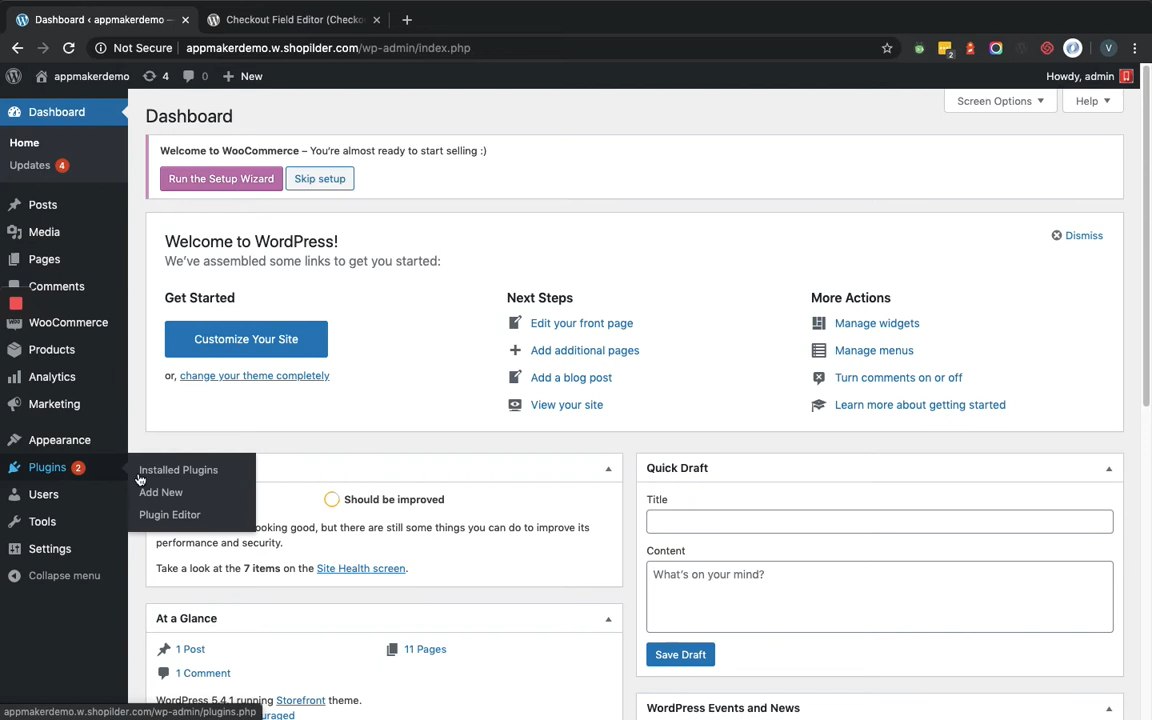 Dashboard ‹ appmakerdemo —
Checkout Field Editor (Checko
Not Secure
appmakerdemo.w.shopilder.com/wp-admin/index.php
2
V
appmakerdemo
4
0
New
Howdy, admin
Dashboard
Home
Updates 4
Posts
Media
Pages
Comments
WooCommerce
Products
Analytics
Marketing
Appearance
Plugins 2
Users
Tools
Settings
Collapse menu
Installed Plugins
Add New
Plugin Editor
Dashboard
Screen Options
Help
Welcome to WooCommerce – You're almost ready to start selling :)
Run the Setup Wizard
Skip setup
Welcome to WordPress!
We've assembled some links to get you started:
Dismiss
Get Started
Customize Your Site
or, change your theme completely
Next Steps
Edit your front page
Add additional pages
Add a blog post
View your site
More Actions
Manage widgets
Manage menus
Turn comments on or off
Learn more about getting started
Should be improved
ooking good, but there are still some things you can do to improve its
performance and security.
Take a look at the 7 items on the Site Health screen.
At a Glance
1 Post
11 Pages
1 Comment
WordPress 5.4.1 running Storefront theme.
uraged
Quick Draft
Title
Content
What's on your mind?
Save Draft
WordPress Events and News
appmakerdemo.w.shopilder.com/wp-admin/plugins.php